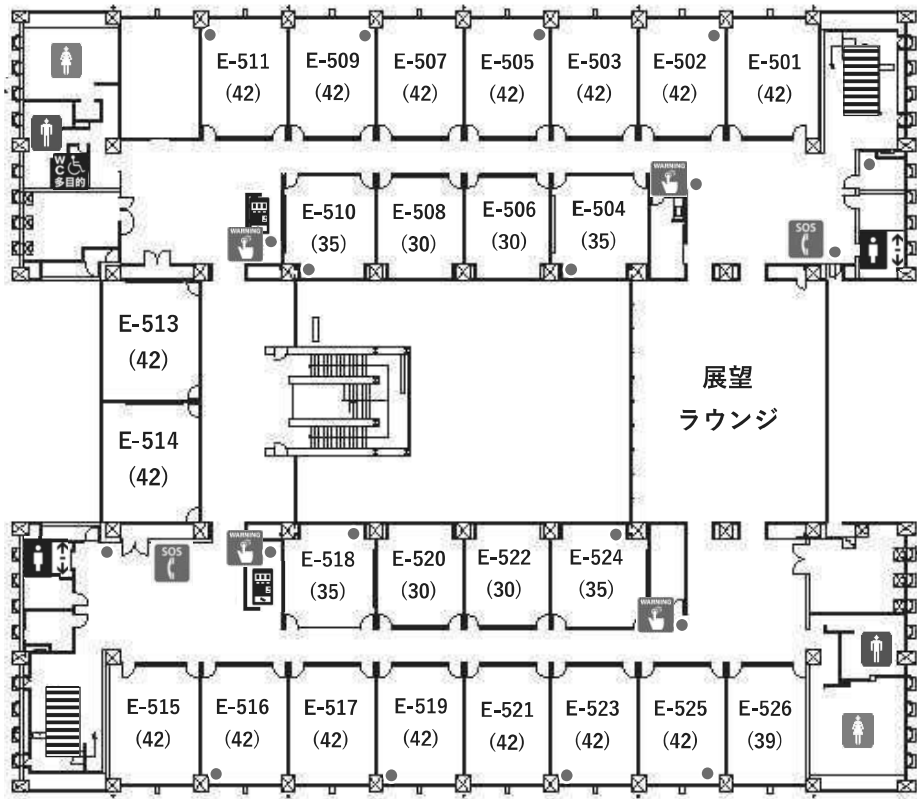 E-511
(42)
E-509
(42)
E-507
(42)
E-505
(42)
E-503
(42)
E-502
(42)
E-501
(42)
WC
多目的
WARNING
E-510
(35)
E-508
(30)
E-506
(30)
E-504
(35)
WARNING
SOS
E-513
(42)
展望
ラウンジ
E-514
(42)
SOS
WARNING
E-518
(35)
E-520
(30)
E-522
(30)
E-524
(35)
WARNING
E-515
(42)
E-516
(42)
E-517
(42)
E-519
(42)
E-521
(42)
E-523
(42)
E-525
(42)
E-526
(39)